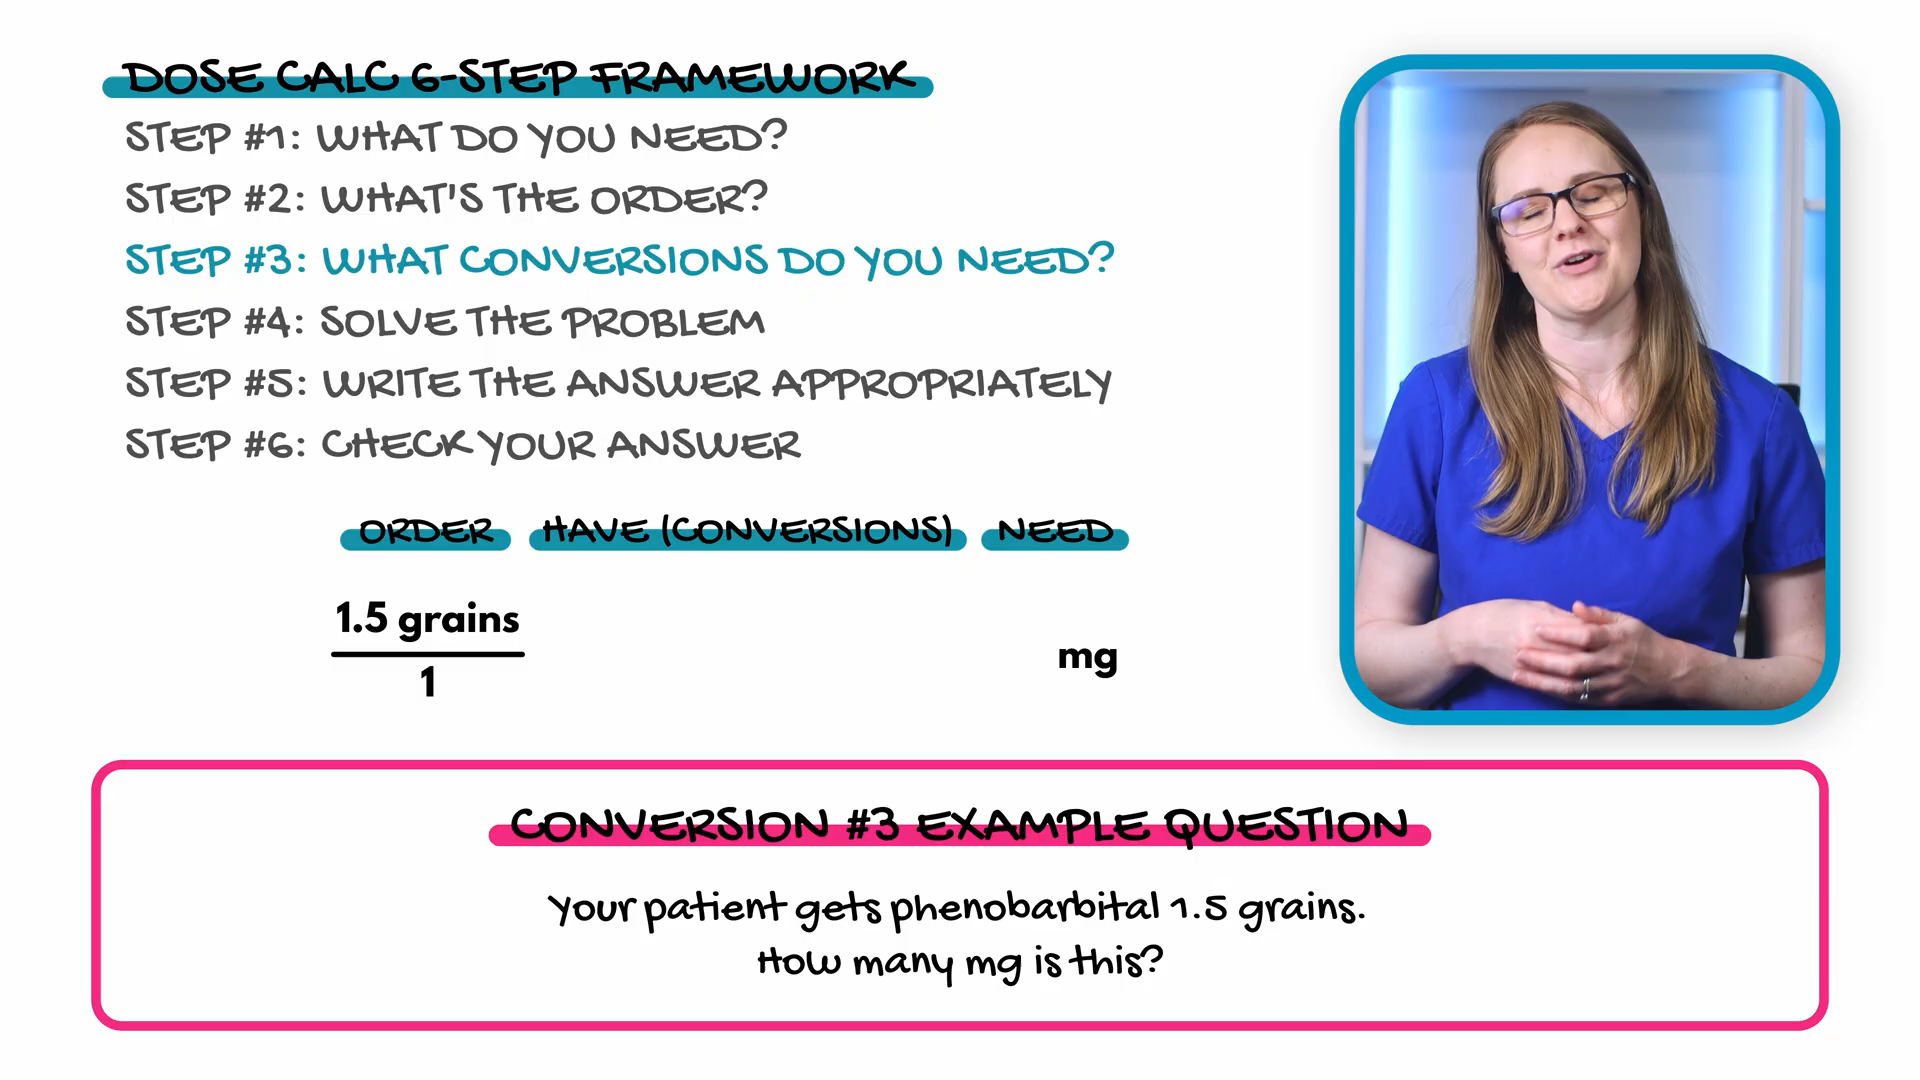 DOSE CALC 6-STEP FRAMEWORK
STEP #1: WHAT DO YOU NEED?
STEP #2: WHAT'S THE ORDER?
STEP #3: WHAT CONVERSIONS DO YOU NEED?
STEP #4: SOLVE THE PROBLEM
STEP #5: WRITE THE ANSWER APPROPRIATELY
STEP #6: CHECK YOUR ANSWER
ORDER HAVE (CONVERSIONS) NEED
1.5 grains
1
mg
CONVERSION #3 EXAMPLE QUESTION
Your patient gets phenobarbital 1.5 grains.
How many mg is this?